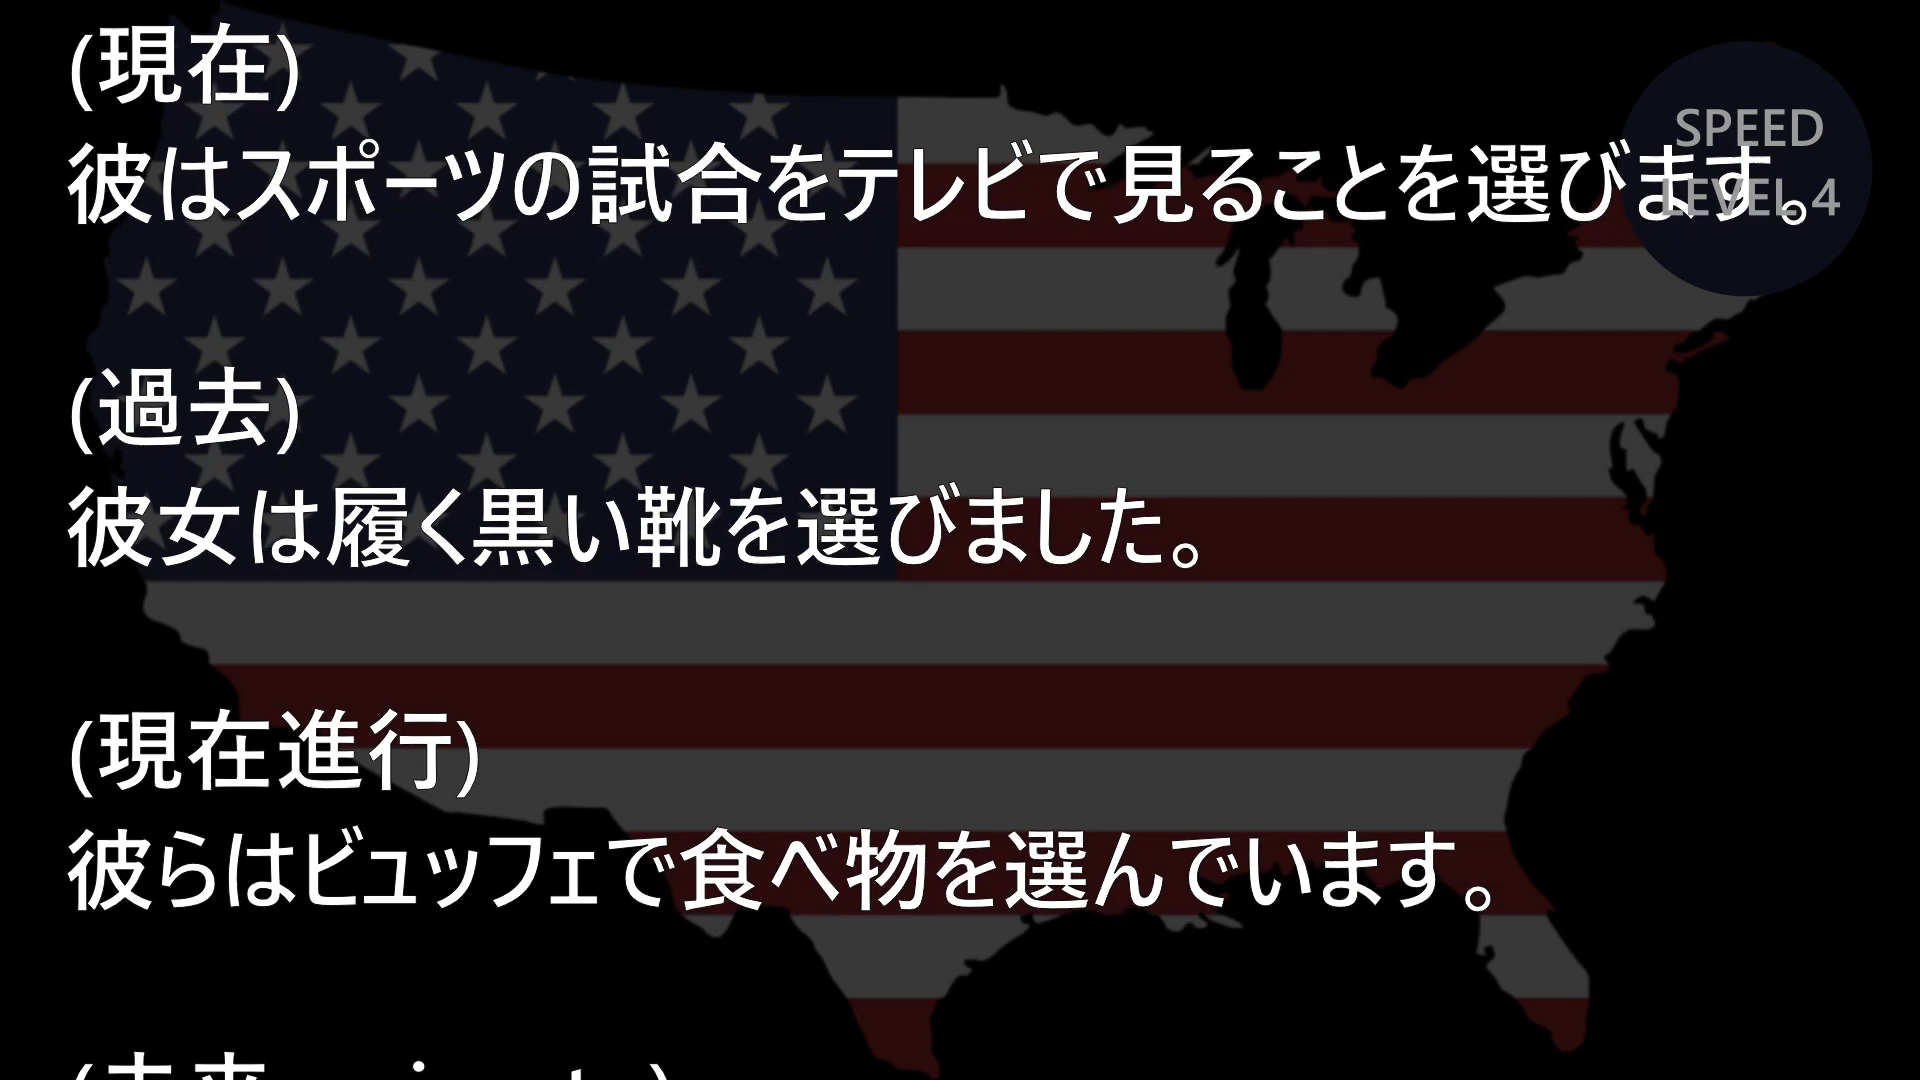 (現在)
彼はスポーツの試合をテレビで見ることを選びます。
SPEED
LEVEL 4
(過去)
彼女は履く黒い靴を選びました。
(現在進行)
彼らはビュッフェで食べ物を選んでいます。